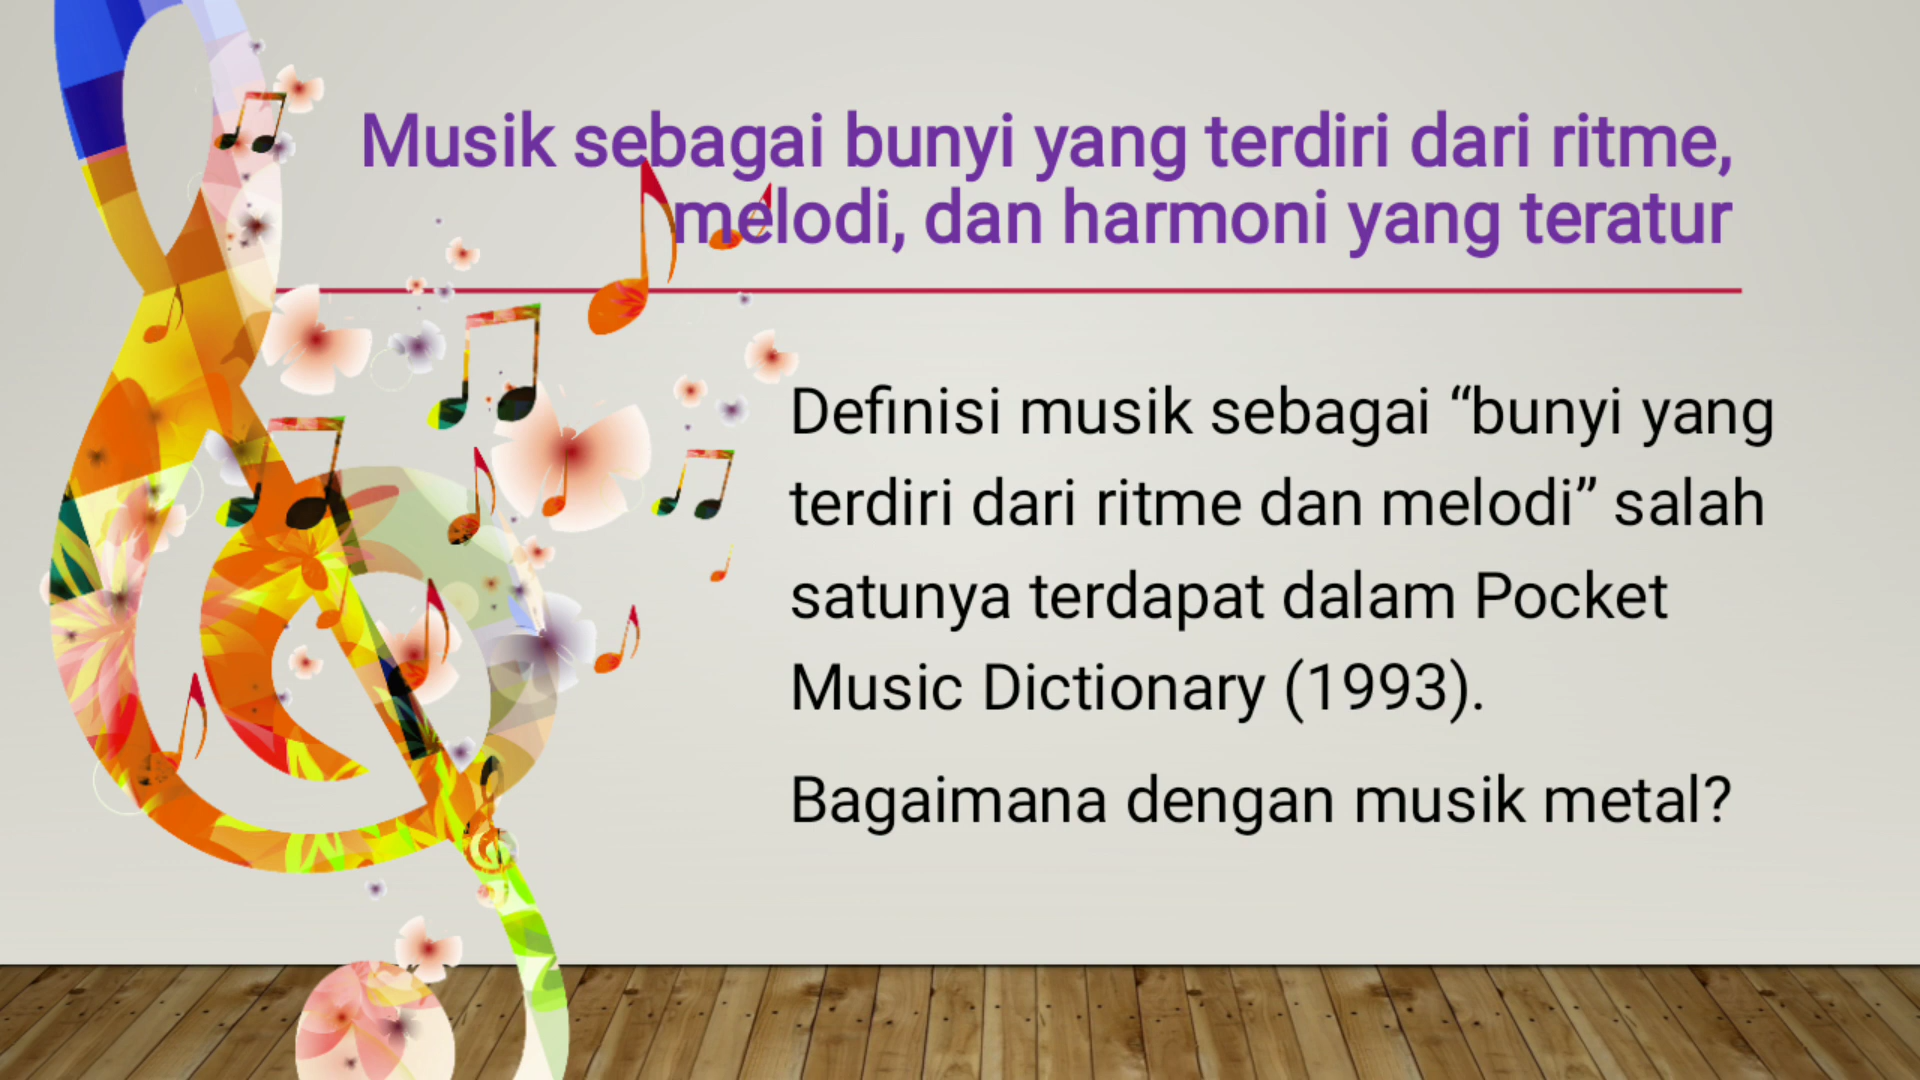 Musik sebagai bunyi yang terdiri dari ritme,
melodi, dan harmoni yang teratur
Definisi musik sebagai “bunyi yang
terdiri dari ritme dan melodi” salah
satunya terdapat dalam Pocket
Music Dictionary (1993).
Bagaimana dengan musik metal?